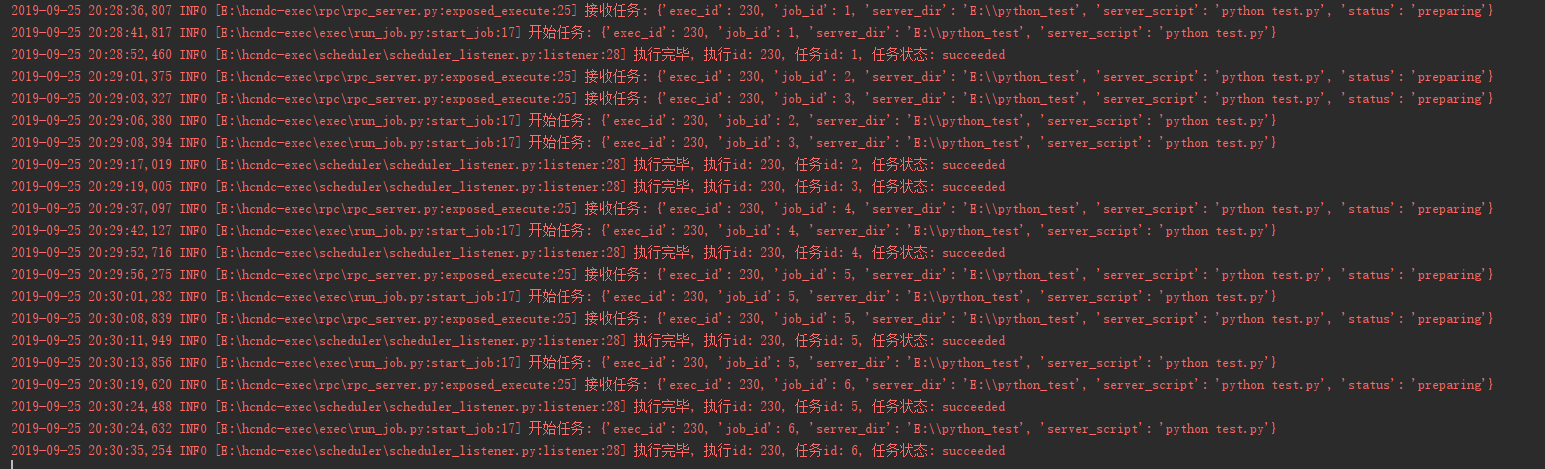 2019-09-25 20:28:36,807 INFO [E:\hcndc-exec\rpc\rpc_server.py:exposed_execute:25] 接收任务: {'exec_id': 230, 'job_id': 1, 'server_dir': 'E:\\python_test', 'server_script': 'python test.py', 'status': 'preparing'}
2019-09-25 20:28:41,817 INFO [E:\hcndc-exec\exec\run_job.py:start_job:17] 开始任务: {'exec_id': 230, 'job_id': 1, 'server_dir': 'E:\\python_test', 'server_script': 'python test.py'}
2019-09-25 20:28:52,460 INFO [E:\hcndc-exec\scheduler\scheduler_listener.py:listener:28] 执行完毕, 执行id: 230, 任务id: 1, 任务状态: succeeded
2019-09-25 20:29:01,375 INFO [E:\hcndc-exec\rpc\rpc_server.py:exposed_execute:25] 接收任务: {'exec_id': 230, 'job_id': 2, 'server_dir': 'E:\\python_test', 'server_script': 'python test.py', 'status': 'preparing'}
2019-09-25 20:29:03,327 INFO [E:\hcndc-exec\rpc\rpc_server.py:exposed_execute:25] 接收任务: {'exec_id': 230, 'job_id': 3, 'server_dir': 'E:\\python_test', 'server_script': 'python test.py', 'status': 'preparing'}
2019-09-25 20:29:06,380 INFO [E:\hcndc-exec\exec\run_job.py:start_job:17] 开始任务: {'exec_id': 230, 'job_id': 2, 'server_dir': 'E:\\python_test', 'server_script': 'python test.py'}
2019-09-25 20:29:08,394 INFO [E:\hcndc-exec\exec\run_job.py:start_job:17] 开始任务: {'exec_id': 230, 'job_id': 3, 'server_dir': 'E:\\python_test', 'server_script': 'python test.py'}
2019-09-25 20:29:17,019 INFO [E:\hcndc-exec\scheduler\scheduler_listener.py:listener:28] 执行完毕, 执行id: 230, 任务id: 2, 任务状态: succeeded
2019-09-25 20:29:19,005 INFO [E:\hcndc-exec\scheduler\scheduler_listener.py:listener:28] 执行完毕, 执行id: 230, 任务id: 3, 任务状态: succeeded
2019-09-25 20:29:37,097 INFO [E:\hcndc-exec\rpc\rpc_server.py:exposed_execute:25] 接收任务: {'exec_id': 230, 'job_id': 4, 'server_dir': 'E:\\python_test', 'server_script': 'python test.py', 'status': 'preparing'}
2019-09-25 20:29:42,127 INFO [E:\hcndc-exec\exec\run_job.py:start_job:17] 开始任务: {'exec_id': 230, 'job_id': 4, 'server_dir': 'E:\\python_test', 'server_script': 'python test.py'}
2019-09-25 20:29:52,716 INFO [E:\hcndc-exec\scheduler\scheduler_listener.py:listener:28] 执行完毕, 执行id: 230, 任务id: 4, 任务状态: succeeded
2019-09-25 20:29:56,275 INFO [E:\hcndc-exec\rpc\rpc_server.py:exposed_execute:25] 接收任务: {'exec_id': 230, 'job_id': 5, 'server_dir': 'E:\\python_test', 'server_script': 'python test.py', 'status': 'preparing'}
2019-09-25 20:30:01,282 INFO [E:\hcndc-exec\exec\run_job.py:start_job:17] 开始任务: {'exec_id': 230, 'job_id': 5, 'server_dir': 'E:\\python_test', 'server_script': 'python test.py'}
2019-09-25 20:30:08,839 INFO [E:\hcndc-exec\rpc\rpc_server.py:exposed_execute:25] 接收任务: {'exec_id': 230, 'job_id': 5, 'server_dir': 'E:\\python_test', 'server_script': 'python test.py', 'status': 'preparing'}
2019-09-25 20:30:11,949 INFO [E:\hcndc-exec\scheduler\scheduler_listener.py:listener:28] 执行完毕, 执行id: 230, 任务id: 5, 任务状态: succeeded
2019-09-25 20:30:13,856 INFO [E:\hcndc-exec\exec\run_job.py:start_job:17] 开始任务: {'exec_id': 230, 'job_id': 5, 'server_dir': 'E:\\python_test', 'server_script': 'python test.py'}
2019-09-25 20:30:19,620 INFO [E:\hcndc-exec\rpc\rpc_server.py:exposed_execute:25] 接收任务: {'exec_id': 230, 'job_id': 6, 'server_dir': 'E:\\python_test', 'server_script': 'python test.py', 'status': 'preparing'}
2019-09-25 20:30:24,488 INFO [E:\hcndc-exec\scheduler\scheduler_listener.py:listener:28] 执行完毕, 执行id: 230, 任务id: 5, 任务状态: succeeded
2019-09-25 20:30:24,632 INFO [E:\hcndc-exec\exec\run_job.py:start_job:17] 开始任务: {'exec_id': 230, 'job_id': 6, 'server_dir': 'E:\\python_test', 'server_script': 'python test.py'}
2019-09-25 20:30:35,254 INFO [E:\hcndc-exec\scheduler\scheduler_listener.py:listener:28] 执行完毕, 执行id: 230, 任务id: 6, 任务状态: succeeded